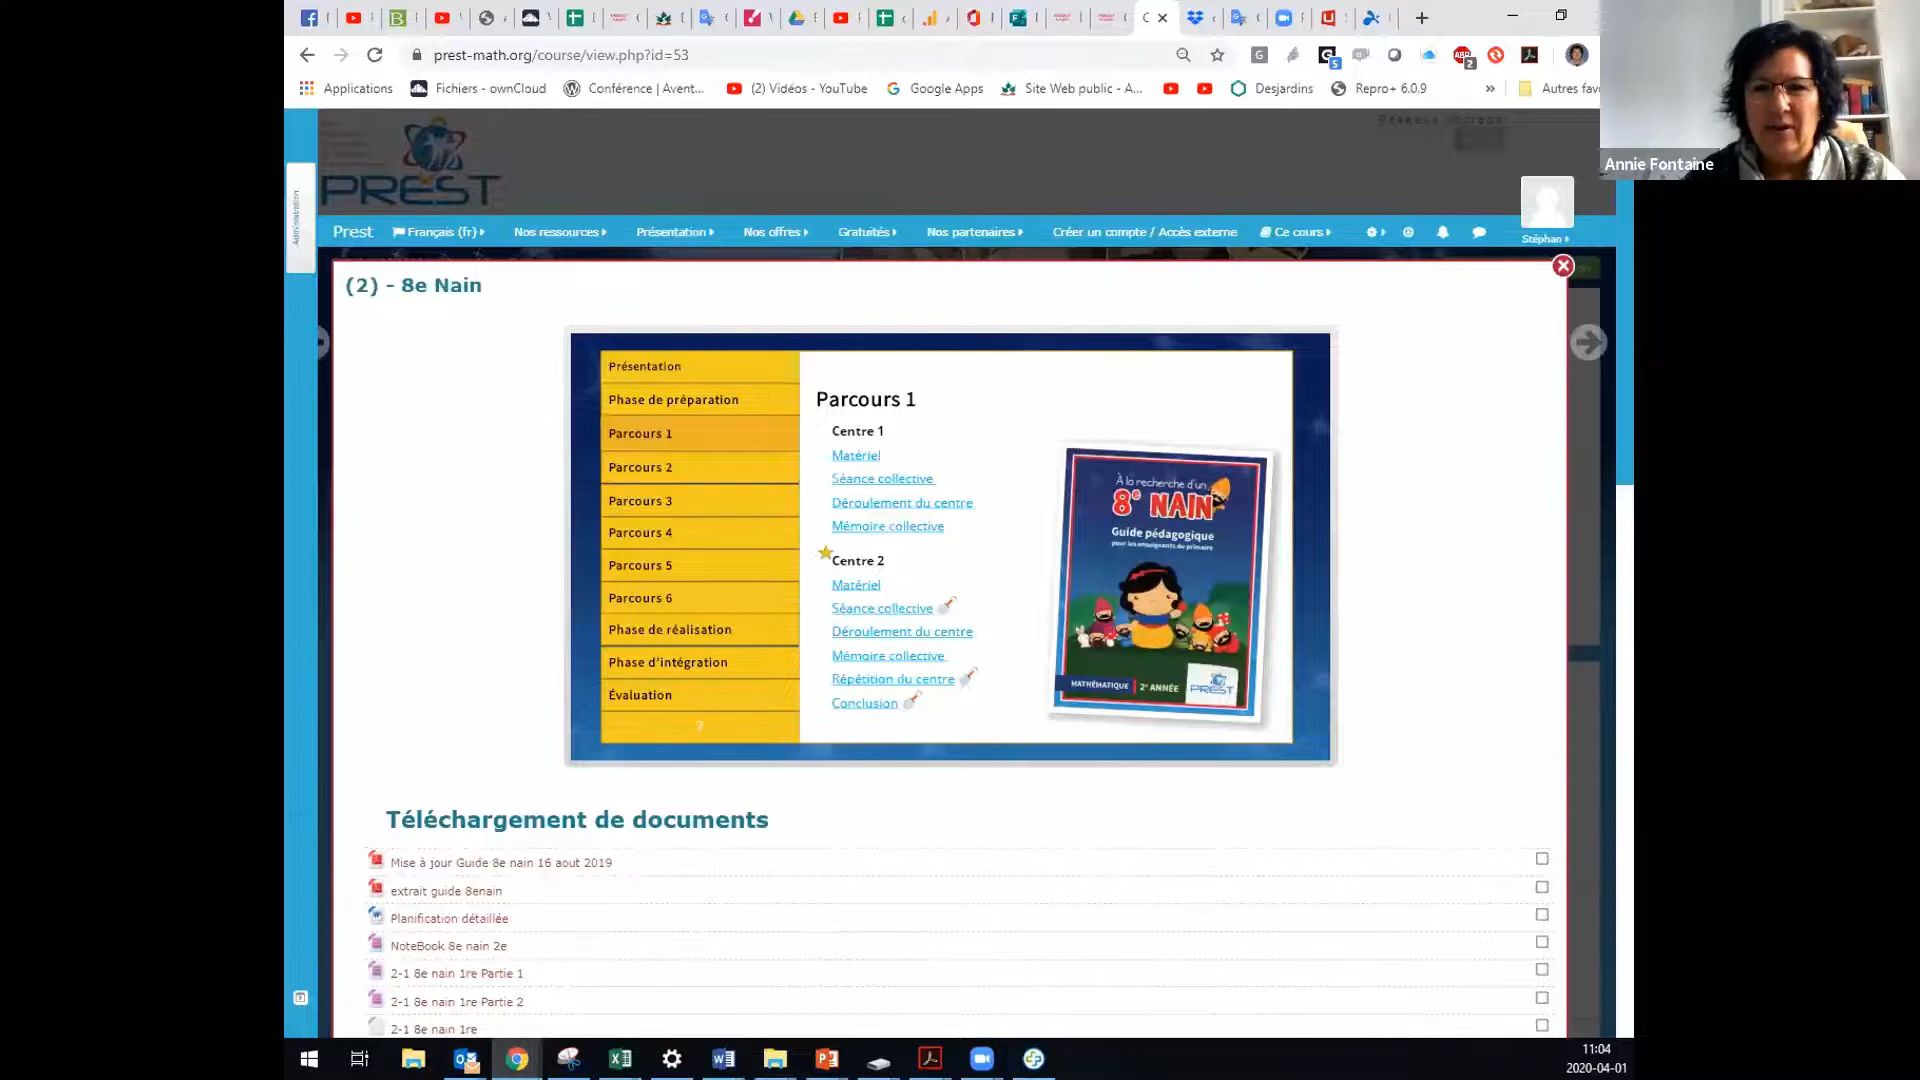 prest-math.org/course/view.php?id=53
Applications
Fichiers - ownCloud
Conférence | Avent...
(2) Vidéos - YouTube
Google Apps
Site Web public - A...
Desjardins
Repro+ 6.0.9
»
Autres favo
Annie Fontaine
Administration
PREST
Prest
Français (fr)
Nos ressources
Présentation
Nos offres
Gratuités
Nos partenaires
Créer un compte / Accès externe
Ce cours
Stéphan
(2) - 8e Nain
Présentation
Phase de préparation
Parcours 1
Parcours 2
Parcours 3
Parcours 4
Parcours 5
Parcours 6
Phase de réalisation
Phase d'intégration
Évaluation
Parcours 1
Centre 1
Matériel
Séance collective
Déroulement du centre
Mémoire collective
Centre 2
Matériel
Séance collective
Déroulement du centre
Mémoire collective
Répétition du centre
Conclusion
À la recherche d'un
8e NAIN
Guide pédagogique
pour les enseignants du primaire
MATHÉMATIQUE | 2e ANNÉE
PREST
Téléchargement de documents
Mise à jour Guide 8e nain 16 aout 2019
extrait guide 8enain
Planification détaillée
NoteBook 8e nain 2e
2-1 8e nain 1re Partie 1
2-1 8e nain 1re Partie 2
2-1 8e nain 1re
11:04
2020-04-01